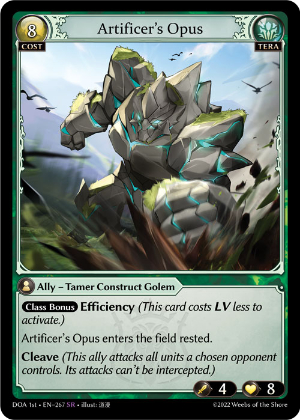 8
COST
Artificer's Opus
TERA
Ally – Tamer Construct Golem
Class Bonus Efficiency (This card costs LV less to
activate.)
Artificer's Opus enters the field rested.
Cleave (This ally attacks all units a chosen opponent
controls. Its attacks can't be intercepted.)
4
8
DOA 1st • EN-267 SR • illust:
©2022 Weebs of the Shore